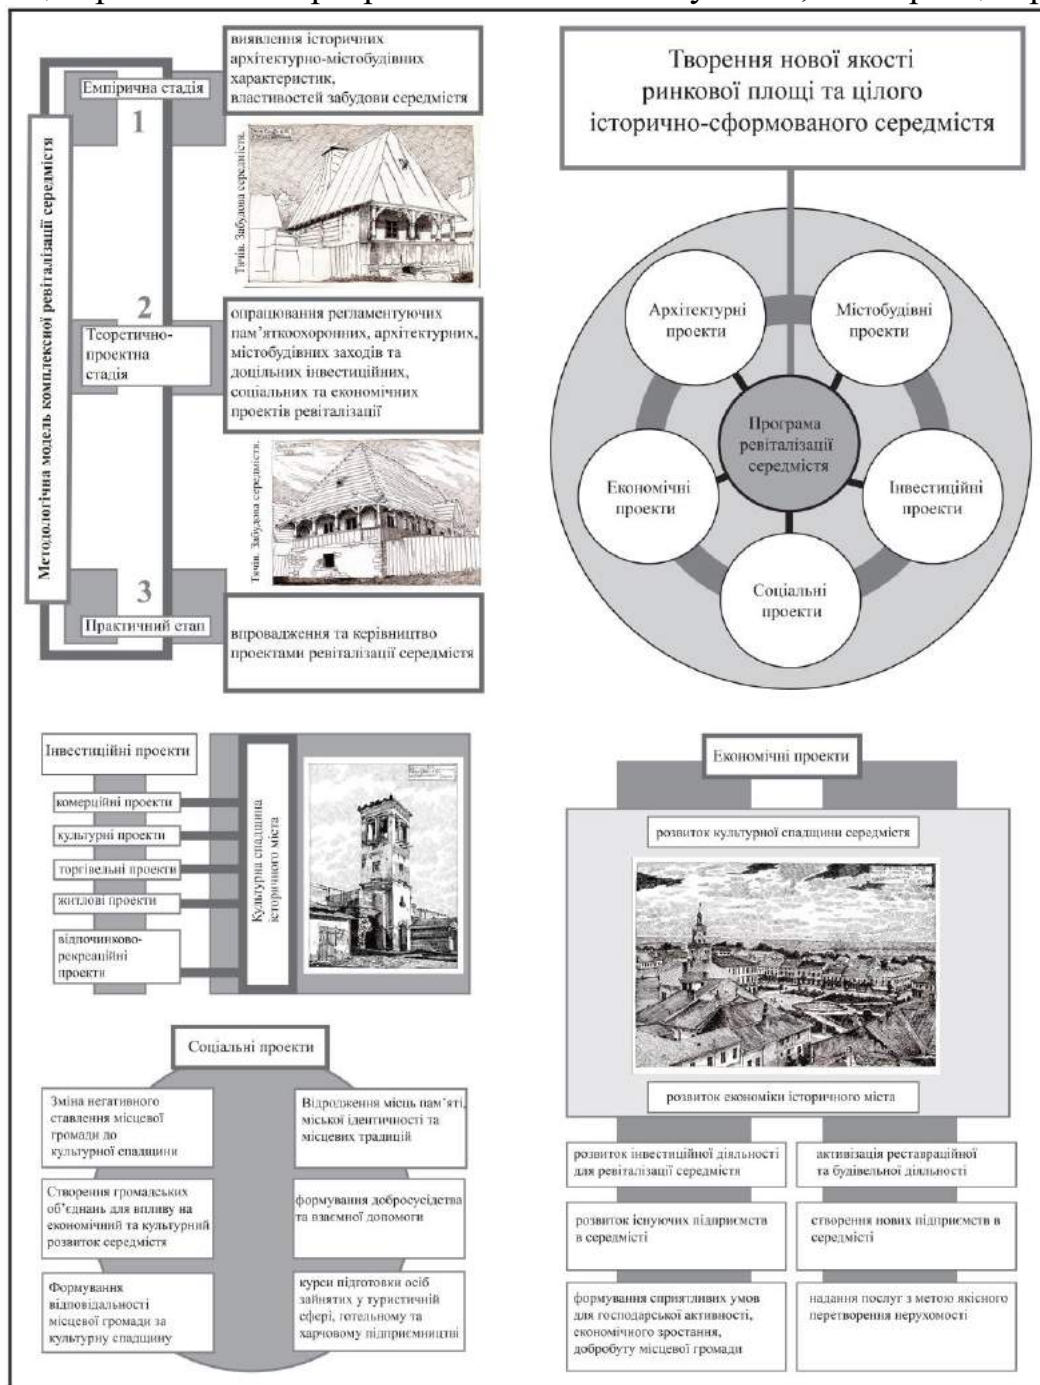 Методологічна модель комплексної ревіталізації середмістя
Емпірична стадія
1
виявлення історичних
архітектурно-містобудівних
характеристик,
властивостей забудови середмістя
Тячів. Забудова середмістя.
2
Теоретично-
проектна
стадія
опрацювання регламентуючих
пам’яткоохоронних, архітектурних,
містобудівних заходів та
доцільних інвестиційних,
соціальних та економічних
проектів ревіталізації
Тячів. Забудова середмістя.
3
Практичний етап
впровадження та керівництво
проектами ревіталізації середмістя
Творення нової якості
ринкової площі та цілого
історично-сформованого середмістя
Архітектурні
проекти
Містобудівні
проекти
Програма
ревіталізації
середмістя
Економічні
проекти
Інвестиційні
проекти
Соціальні
проекти
Інвестиційні проекти
комерційні проекти
культурні проекти
торгівельні проекти
житлові проекти
відпочинково-
рекреаційні
проекти
Культурна спадщина
історичного міста
Економічні проекти
розвиток культурної спадщини середмістя
розвиток економіки історичного міста
розвиток інвестиційної діяльності
для ревіталізації середмістя
активізація реставраційної
та будівельної діяльності
розвиток існуючих підприємств
в середмісті
створення нових підприємств в
середмісті
формування сприятливих умов
для господарської активності,
економічного зростання,
добробуту місцевої громади
надання послуг з метою якісного
перетворення нерухомості
Соціальні проекти
Зміна негативного
ставлення місцевої
громади до
культурної спадщини
Відродження місць пам’яті,
міської ідентичності та
місцевих традицій
Створення громадських
об’єднань для впливу на
економічний та культурний
розвиток середмістя
формування добросусідства
та взаємної допомоги
Формування
відповідальності
місцевої громади за
культурну спадщину
курси підготовки осіб
зайнятих у туристичній
сфері, готельному та
харчовому підприємництві